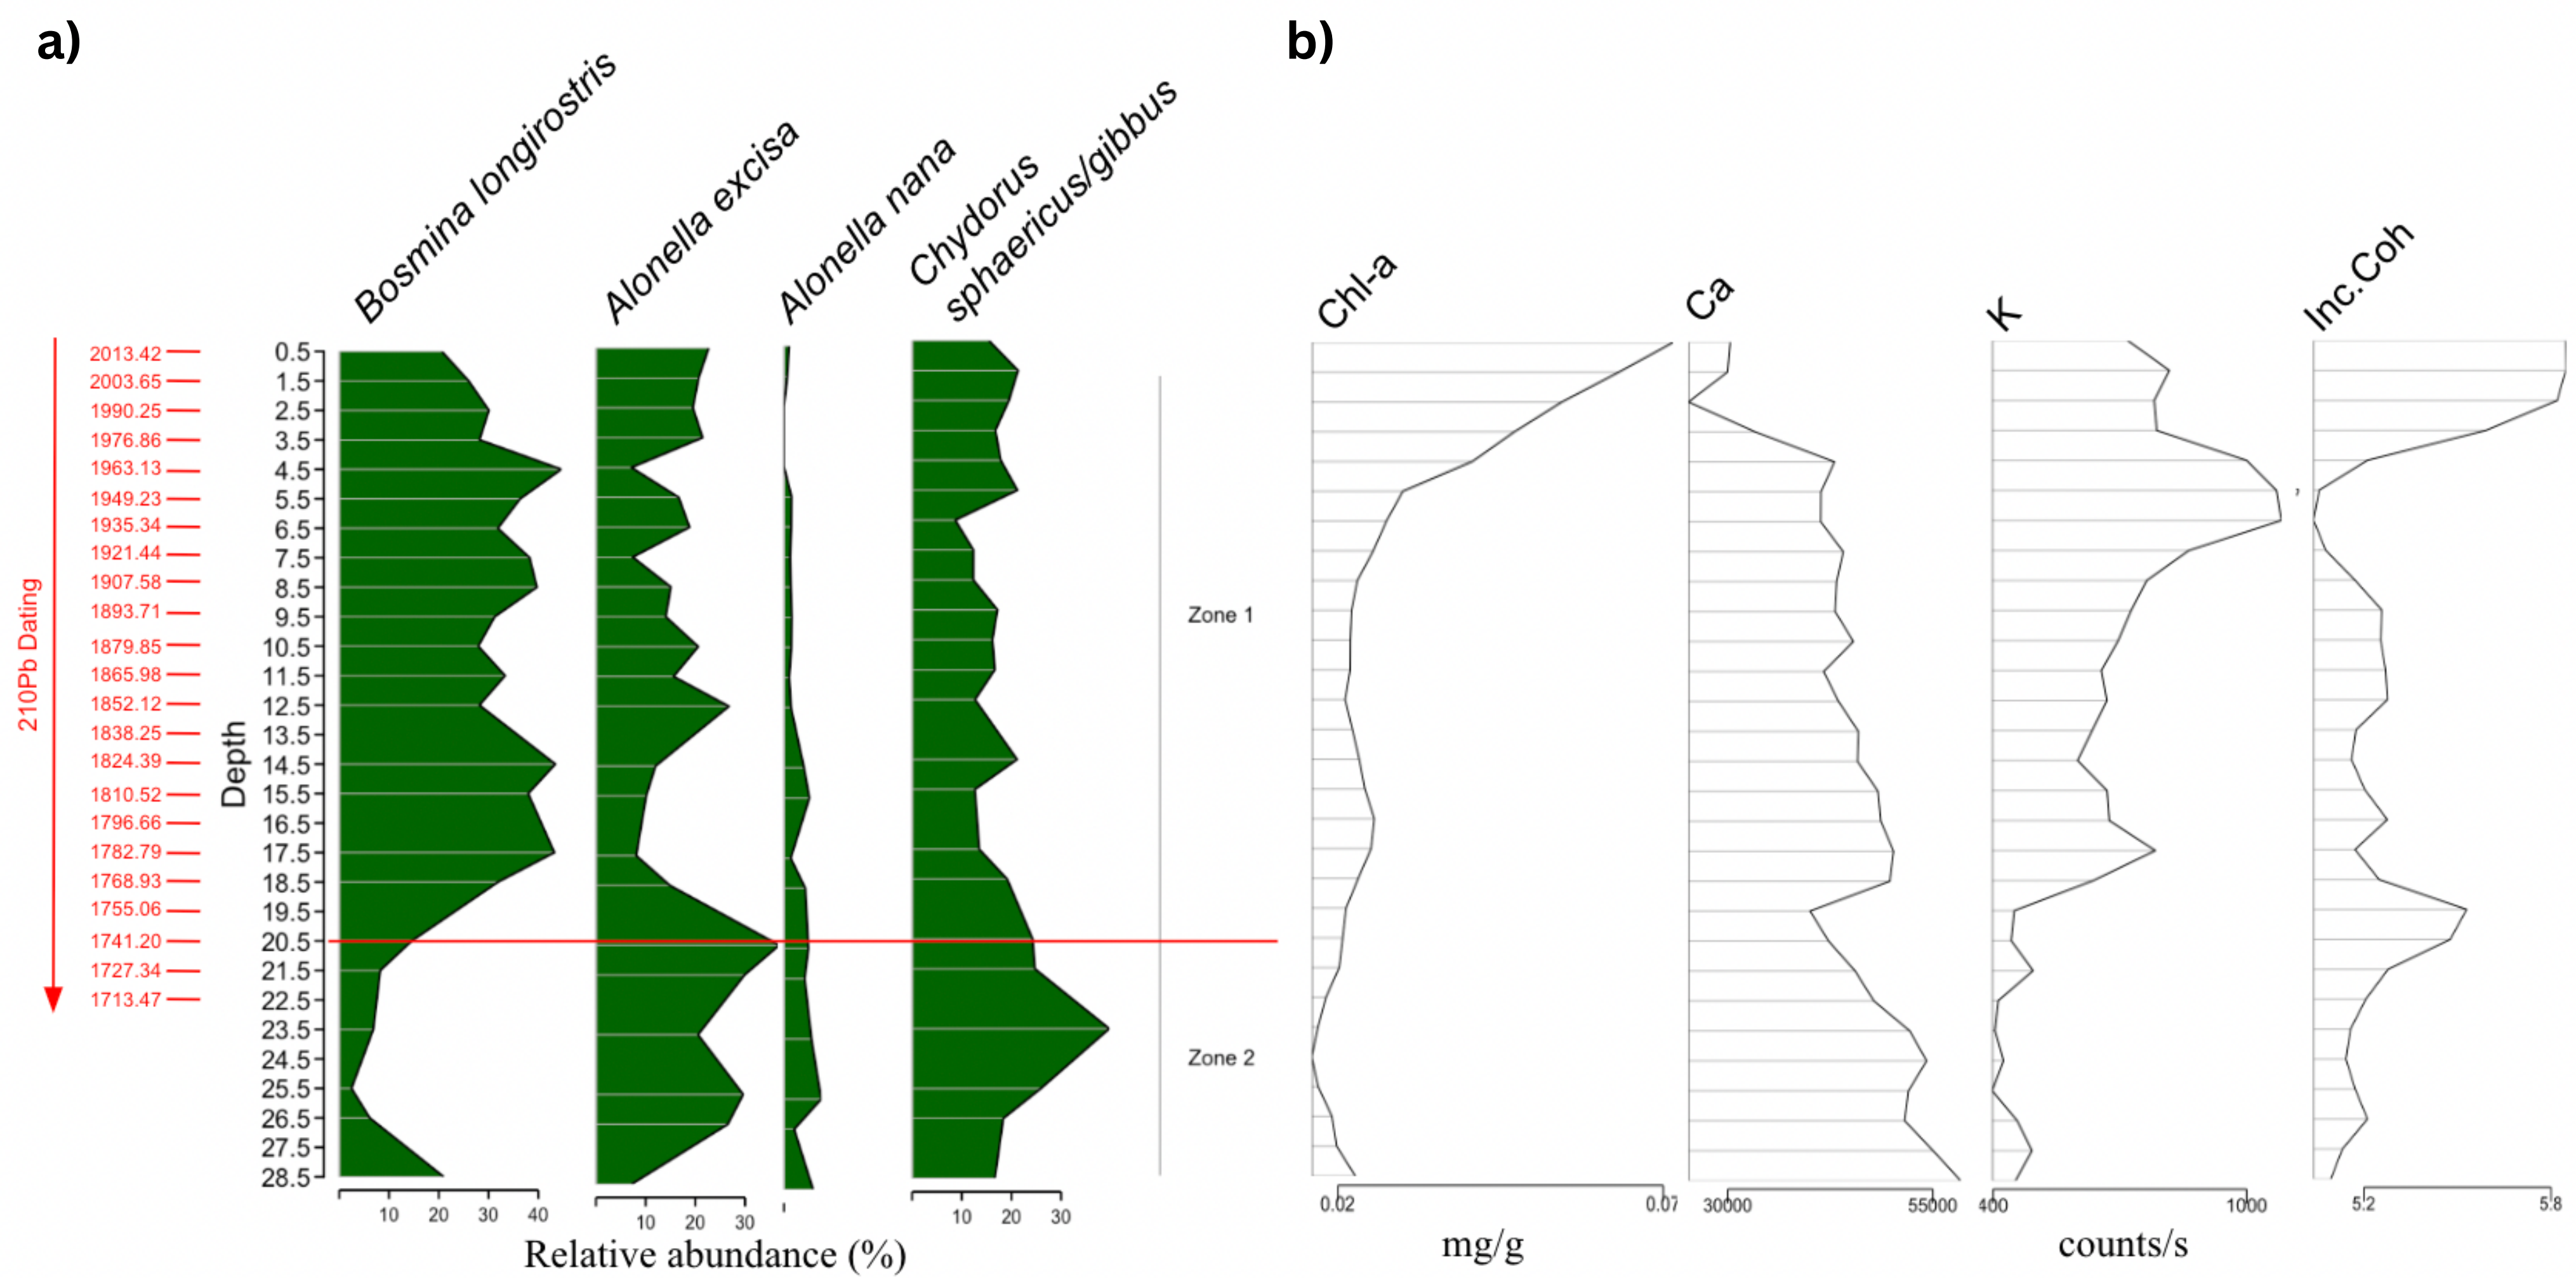 a)
b)
Bosmina longirostris
Alonella excisa
Alonella nana
Chydorus
sphaericus/gibbus
Chl-a
Ca
K
Inc.Coh
210Pb Dating
2013.42
2003.65
1990.25
1976.86
1963.13
1949.23
1935.34
1921.44
1907.58
1893.71
1879.85
1865.98
1852.12
1838.25
1824.39
1810.52
1796.66
1782.79
1768.93
1755.06
1741.20
1727.34
1713.47
Depth
0.5
1.5
2.5
3.5
4.5
5.5
6.5
7.5
8.5
9.5
10.5
11.5
12.5
13.5
14.5
15.5
16.5
17.5
18.5
19.5
20.5
21.5
22.5
23.5
24.5
25.5
26.5
27.5
28.5
Zone 1
Zone 2
10 20 30 40
10 20 30
10 20 30
0.02 0.07
30000 55000
400 1000
5.2 5.8
Relative abundance (%)
mg/g
counts/s